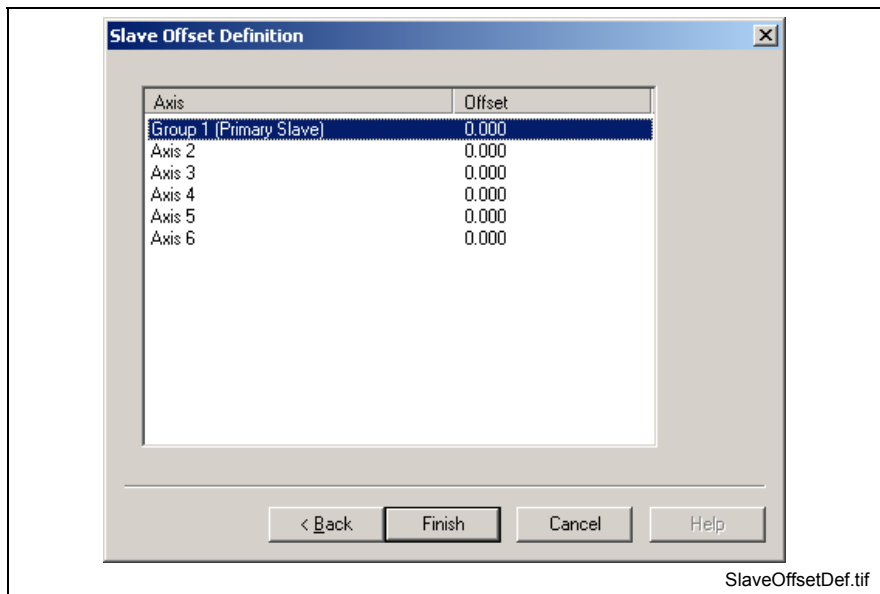 Slave Offset Definition
Axis Offset
Group 1 (Primary Slave) 0.000
Axis 2 0.000
Axis 3 0.000
Axis 4 0.000
Axis 5 0.000
Axis 6 0.000
< Back Finish Cancel Help
SlaveOffsetDef.tif